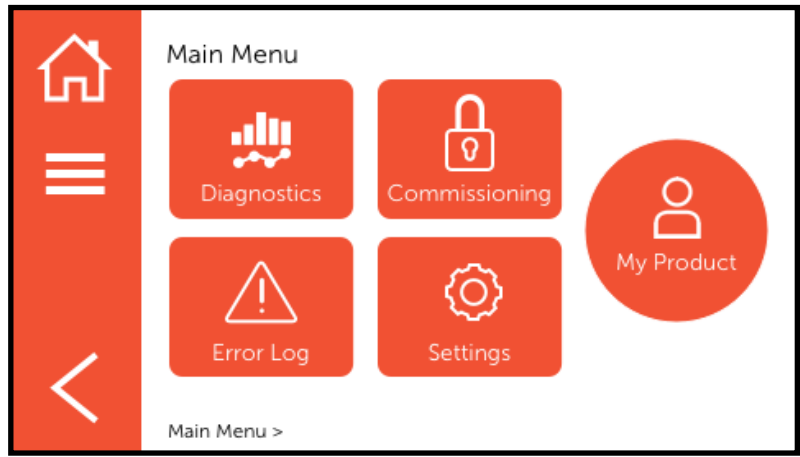 Main Menu
Diagnostics
Commissioning
My Product
Error Log
Settings
Main Menu >